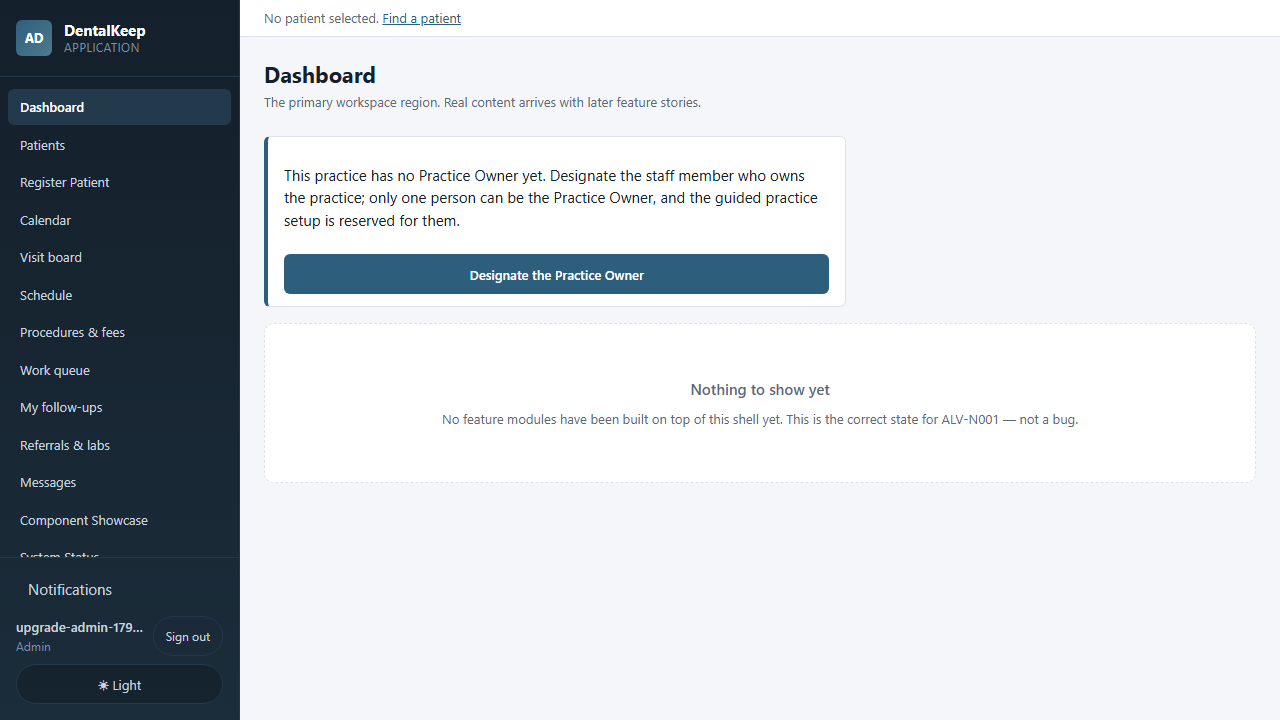 AD
DentalKeep
APPLICATION
Dashboard
Patients
Register Patient
Calendar
Visit board
Schedule
Procedures & fees
Work queue
My follow-ups
Referrals & labs
Messages
Component Showcase
System Status
Notifications
upgrade-admin-179...
Admin
Sign out
☀ Light
No patient selected. Find a patient
Dashboard
The primary workspace region. Real content arrives with later feature stories.
This practice has no Practice Owner yet. Designate the staff member who owns
the practice; only one person can be the Practice Owner, and the guided practice
setup is reserved for them.
Designate the Practice Owner
Nothing to show yet
No feature modules have been built on top of this shell yet. This is the correct state for ALV-N001 — not a bug.